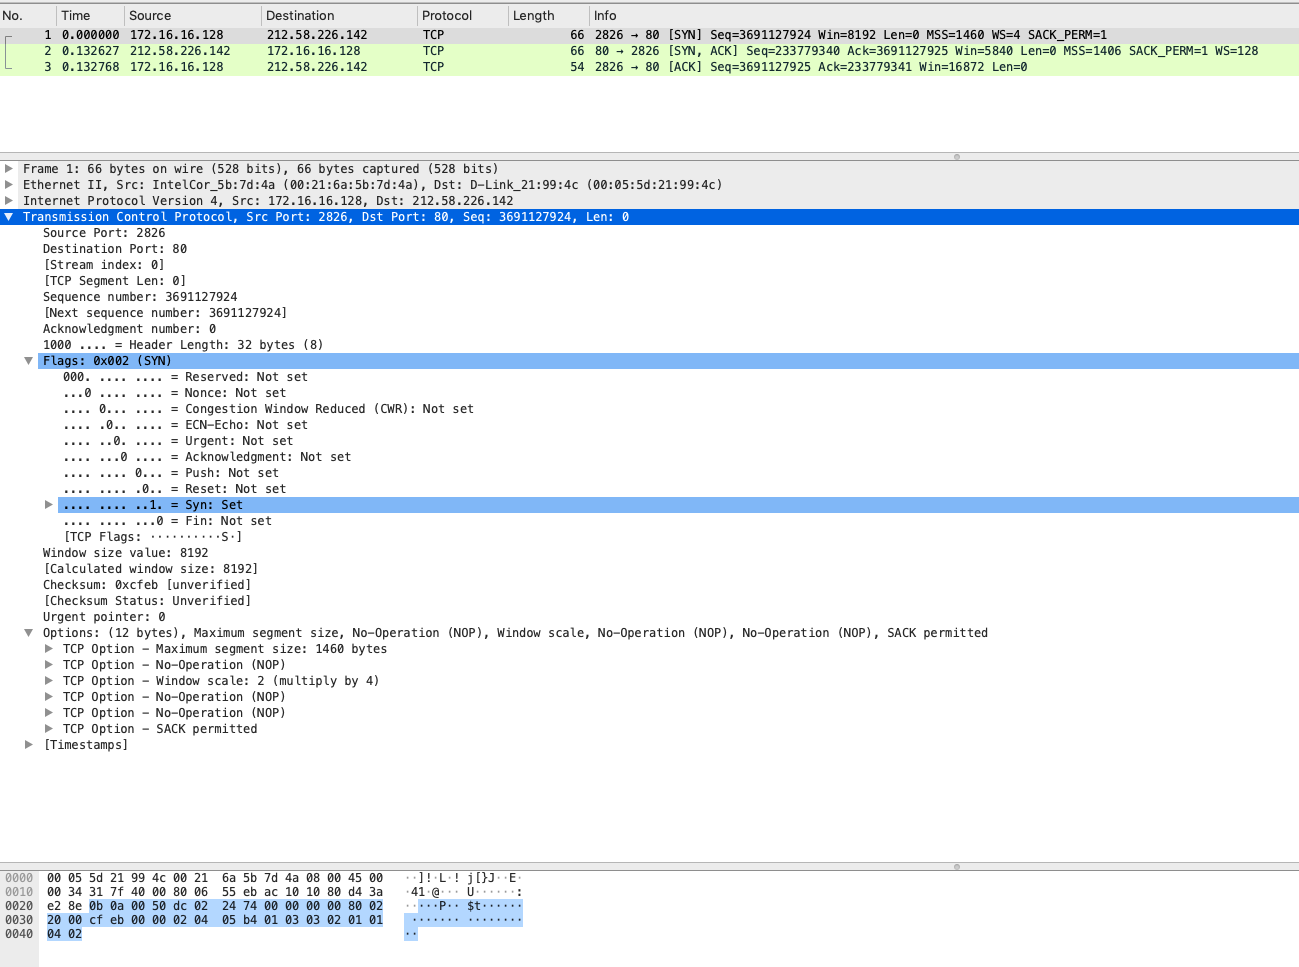 No. Time Source Destination Protocol Length Info
1 0.000000 172.16.16.128 212.58.226.142 TCP 66 2826 → 80 [SYN] Seq=3691127924 Win=8192 Len=0 MSS=1460 WS=4 SACK_PERM=1
2 0.132627 212.58.226.142 172.16.16.128 TCP 66 80 → 2826 [SYN, ACK] Seq=233779340 Ack=3691127925 Win=5840 Len=0 MSS=1406 SACK_PERM=1 WS=128
3 0.132768 172.16.16.128 212.58.226.142 TCP 54 2826 → 80 [ACK] Seq=3691127925 Ack=233779341 Win=16872 Len=0
Frame 1: 66 bytes on wire (528 bits), 66 bytes captured (528 bits)
Ethernet II, Src: IntelCor_5b:7d:4a (00:21:6a:5b:7d:4a), Dst: D-Link_21:99:4c (00:05:5d:21:99:4c)
Internet Protocol Version 4, Src: 172.16.16.128, Dst: 212.58.226.142
Transmission Control Protocol, Src Port: 2826, Dst Port: 80, Seq: 3691127924, Len: 0
Source Port: 2826
Destination Port: 80
[Stream index: 0]
[TCP Segment Len: 0]
Sequence number: 3691127924
[Next sequence number: 3691127924]
Acknowledgment number: 0
1000 .... = Header Length: 32 bytes (8)
Flags: 0x002 (SYN)
000. .... .... = Reserved: Not set
...0 .... .... = Nonce: Not set
.... 0... .... = Congestion Window Reduced (CWR): Not set
.... .0.. .... = ECN-Echo: Not set
.... ..0. .... = Urgent: Not set
.... ...0 .... = Acknowledgment: Not set
.... .... 0... = Push: Not set
.... .... .0.. = Reset: Not set
.... .... ..1. = Syn: Set
.... .... ...0 = Fin: Not set
[TCP Flags: ··········S·]
Window size value: 8192
[Calculated window size: 8192]
Checksum: 0xcfeb [unverified]
[Checksum Status: Unverified]
Urgent pointer: 0
Options: (12 bytes), Maximum segment size, No-Operation (NOP), Window scale, No-Operation (NOP), No-Operation (NOP), SACK permitted
TCP Option – Maximum segment size: 1460 bytes
TCP Option – No-Operation (NOP)
TCP Option – Window scale: 2 (multiply by 4)
TCP Option – No-Operation (NOP)
TCP Option – No-Operation (NOP)
TCP Option – SACK permitted
[Timestamps]
0000 00 05 5d 21 99 4c 00 21 6a 5b 7d 4a 08 00 45 00 ··]!·L·! j[}J··E·
0010 00 34 31 7f 40 00 80 06 55 eb ac 10 10 80 d4 3a ·41·@··· U······:
0020 e2 8e 0b 0a 00 50 dc 02 24 74 00 00 00 00 80 02 ·····P·· $t······
0030 20 00 cf eb 00 00 02 04 05 b4 01 03 03 02 01 01 ······· ········
0040 04 02 ··